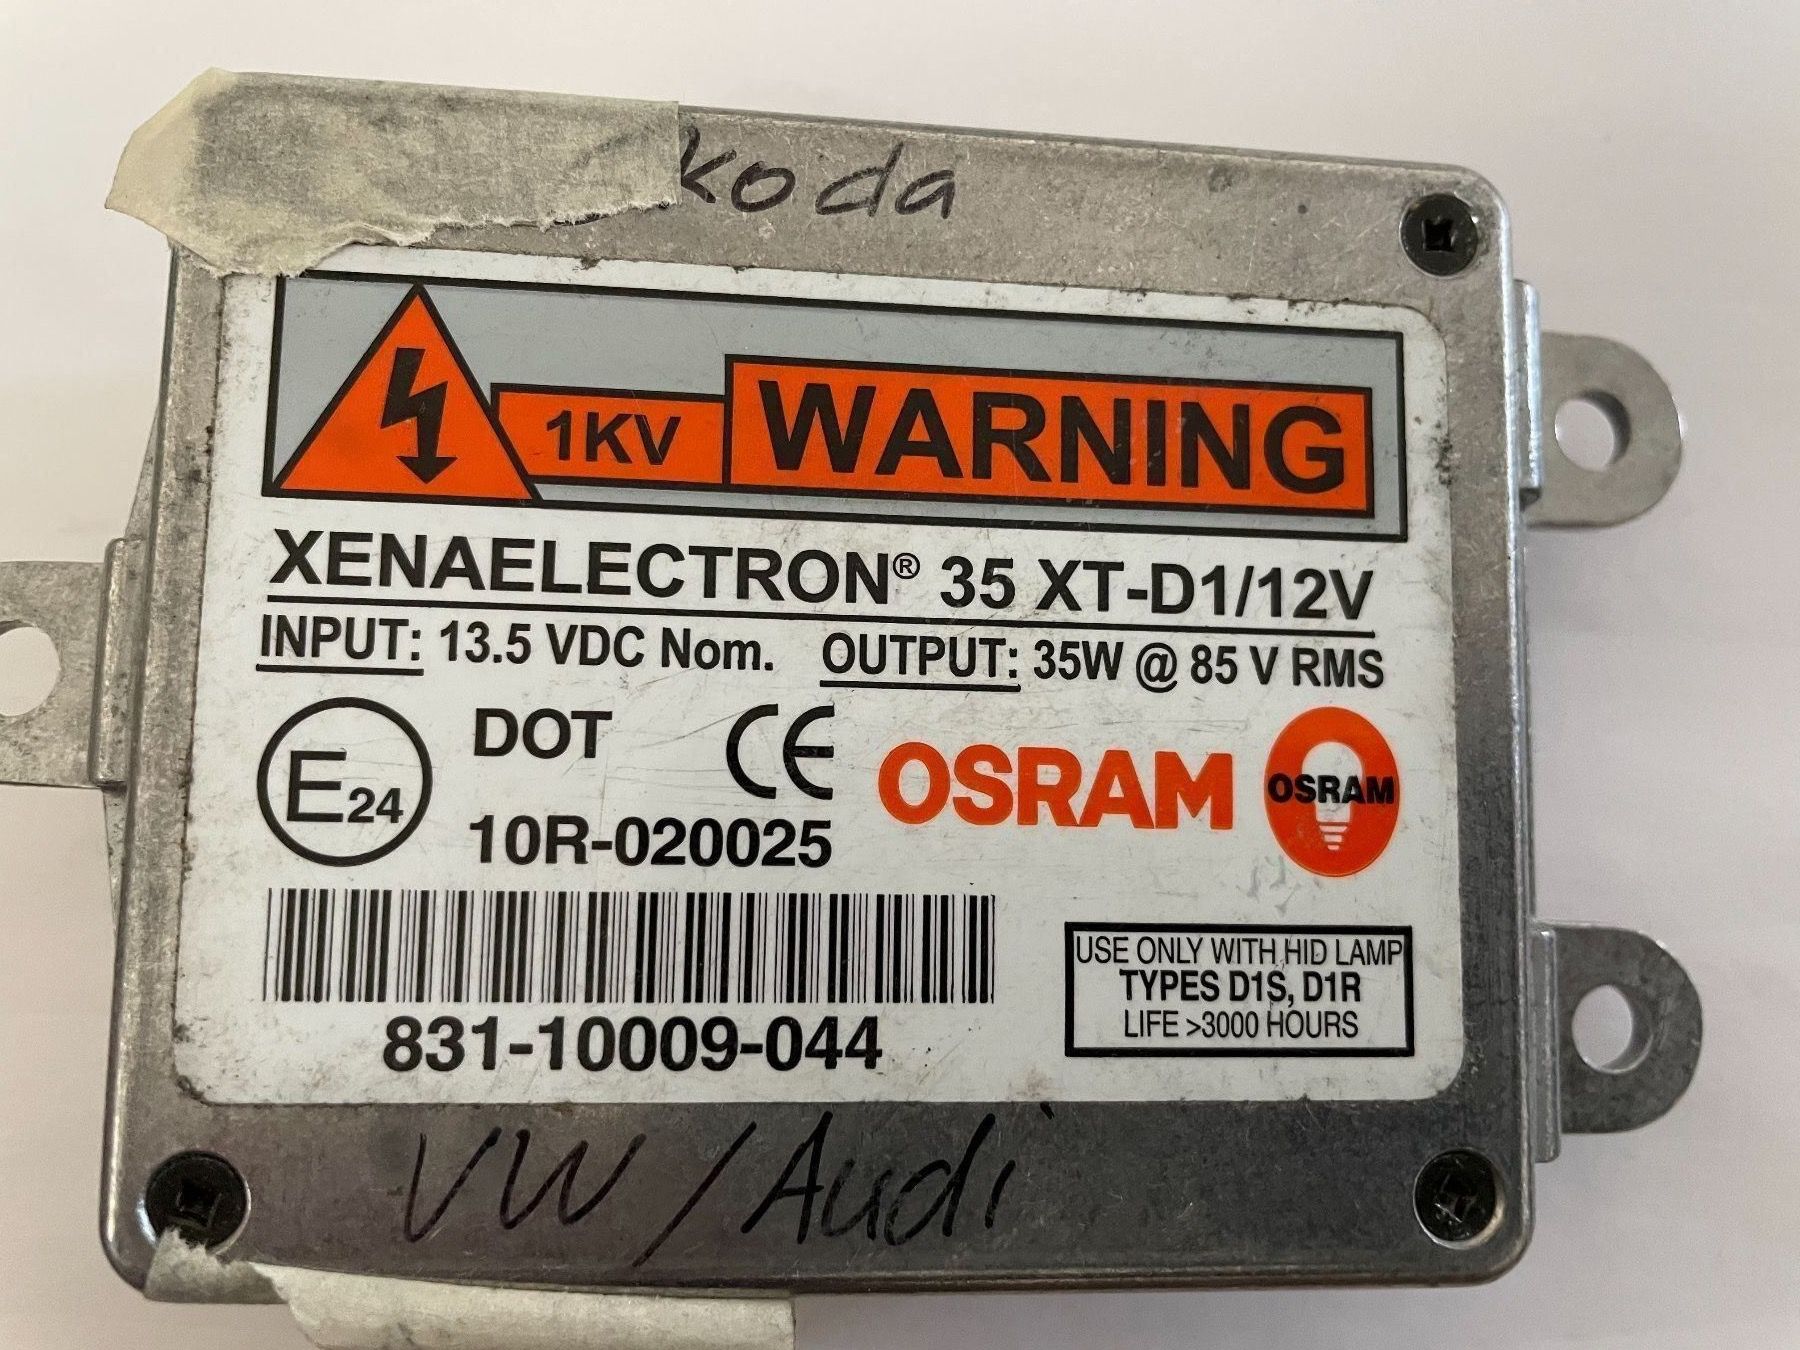 koda
1KV WARNING
XENAELECTRON® 35 XT-D1/12V
INPUT: 13.5 VDC Nom. OUTPUT: 35W @ 85 V RMS
E24 DOT CE OSRAM OSRAM
10R-020025
USE ONLY WITH HID LAMP
TYPES D1S, D1R
LIFE >3000 HOURS
831-10009-044
VW/Audi